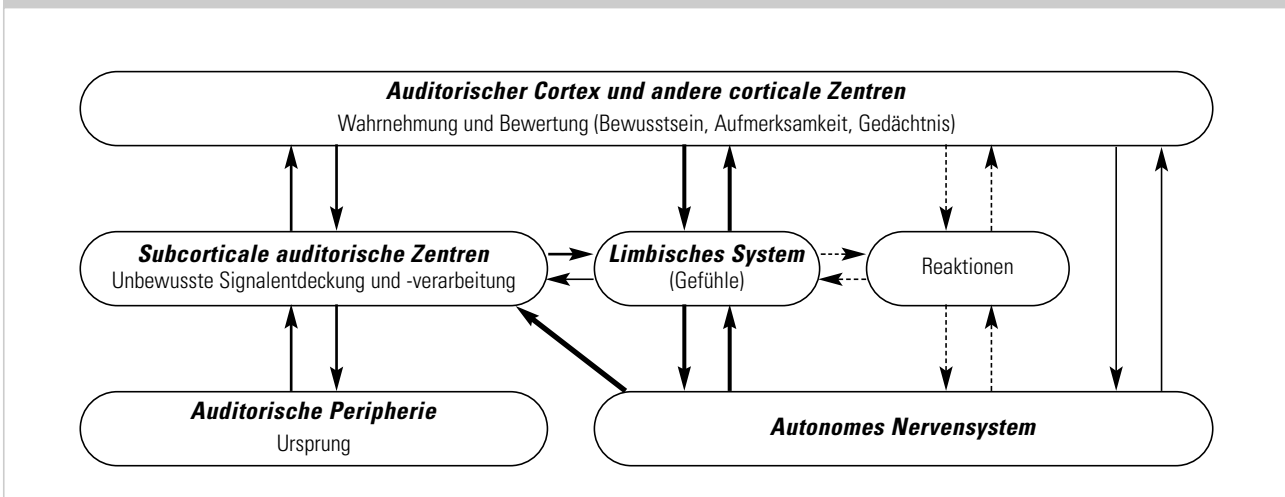 Auditorischer Cortex und andere corticale Zentren
Wahrnehmung und Bewertung (Bewusstsein, Aufmerksamkeit, Gedächtnis)
Subcorticale auditorische Zentren
Unbewusste Signalentdeckung und -verarbeitung
Limbisches System
(Gefühle)
Reaktionen
Auditorische Peripherie
Ursprung
Autonomes Nervensystem